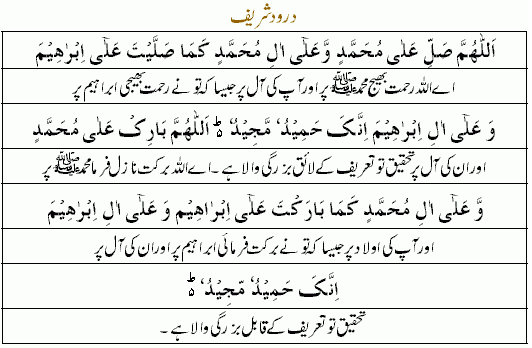 درود شریف
اَللّٰهُمَّ صَلِّ عَلٰى مُحَمَّدٍ وَّعَلٰٓى اٰلِ مُحَمَّدٍ كَمَا صَلَّيْتَ عَلٰٓى اِبْرٰهِيْمَ
اے اللہ رحمت بھیج محمد ﷺ پر اور آپ کی آل پر جیسا کہ تو نے رحمت بھیجی ابراہیم پر
وَ عَلٰٓى اٰلِ اِبْرٰهِيْمَ اِنَّکَ حَمِيْدٌ مَّجِيْدٌ ؕ اَللّٰهُمَّ بَارِکْ عَلٰى مُحَمَّدٍ
اور ان کی آل پر تحقیق تو تعریف کے لائق بزرگی والا ہے ۔ اے اللہ برکت نازل فرما محمد ﷺ پر
وَّ عَلٰٓى اٰلِ مُحَمَّدٍ كَمَا بَارَكْتَ عَلٰٓى اِبْرَاهِيْمَ وَ عَلٰٓى اٰلِ اِبْرٰهِيْمَ
اور آپ کی اولاد پر جیسا کہ تو نے برکت فرمائی ابراہیم پر اور ان کی آل پر
اِنَّکَ حَمِيْدٌ مَّجِيْدٌ ؕ
تحقیق تو تعریف کے قابل بزرگی والا ہے ۔